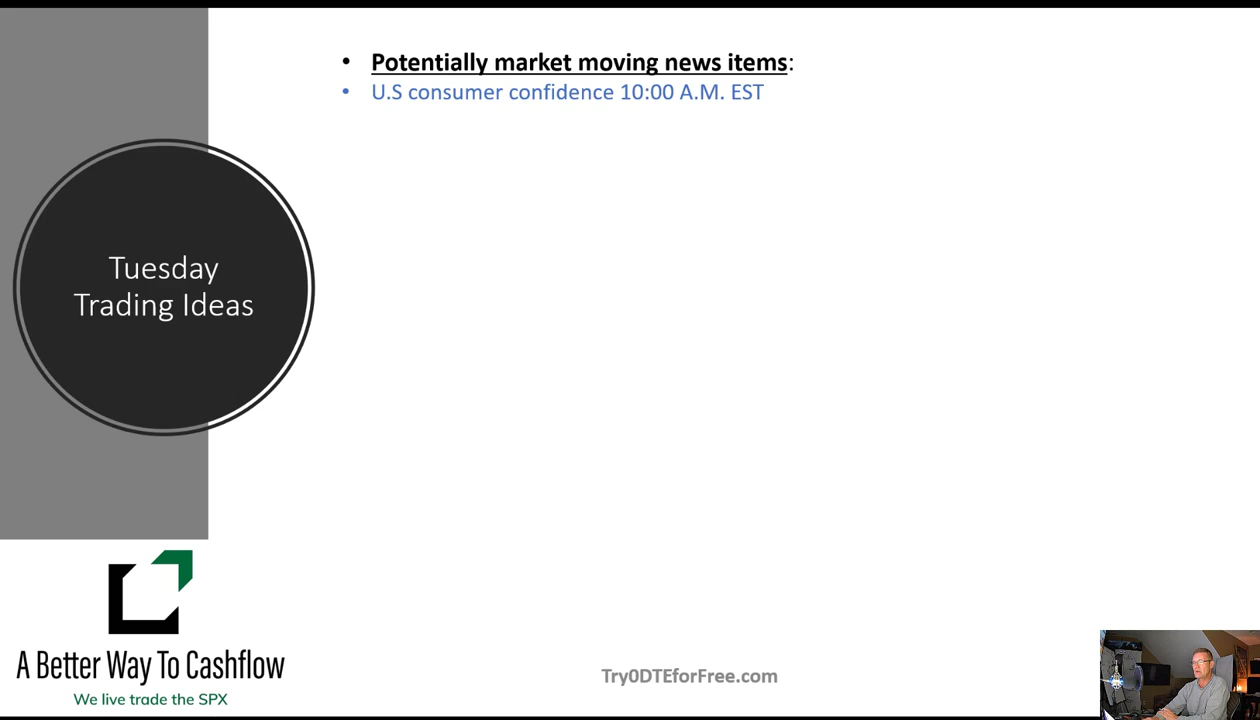 • Potentially market moving news items:
• U.S consumer confidence 10:00 A.M. EST
Tuesday
Trading Ideas
A Better Way To Cashflow
We live trade the SPX
Try0DTEforFree.com